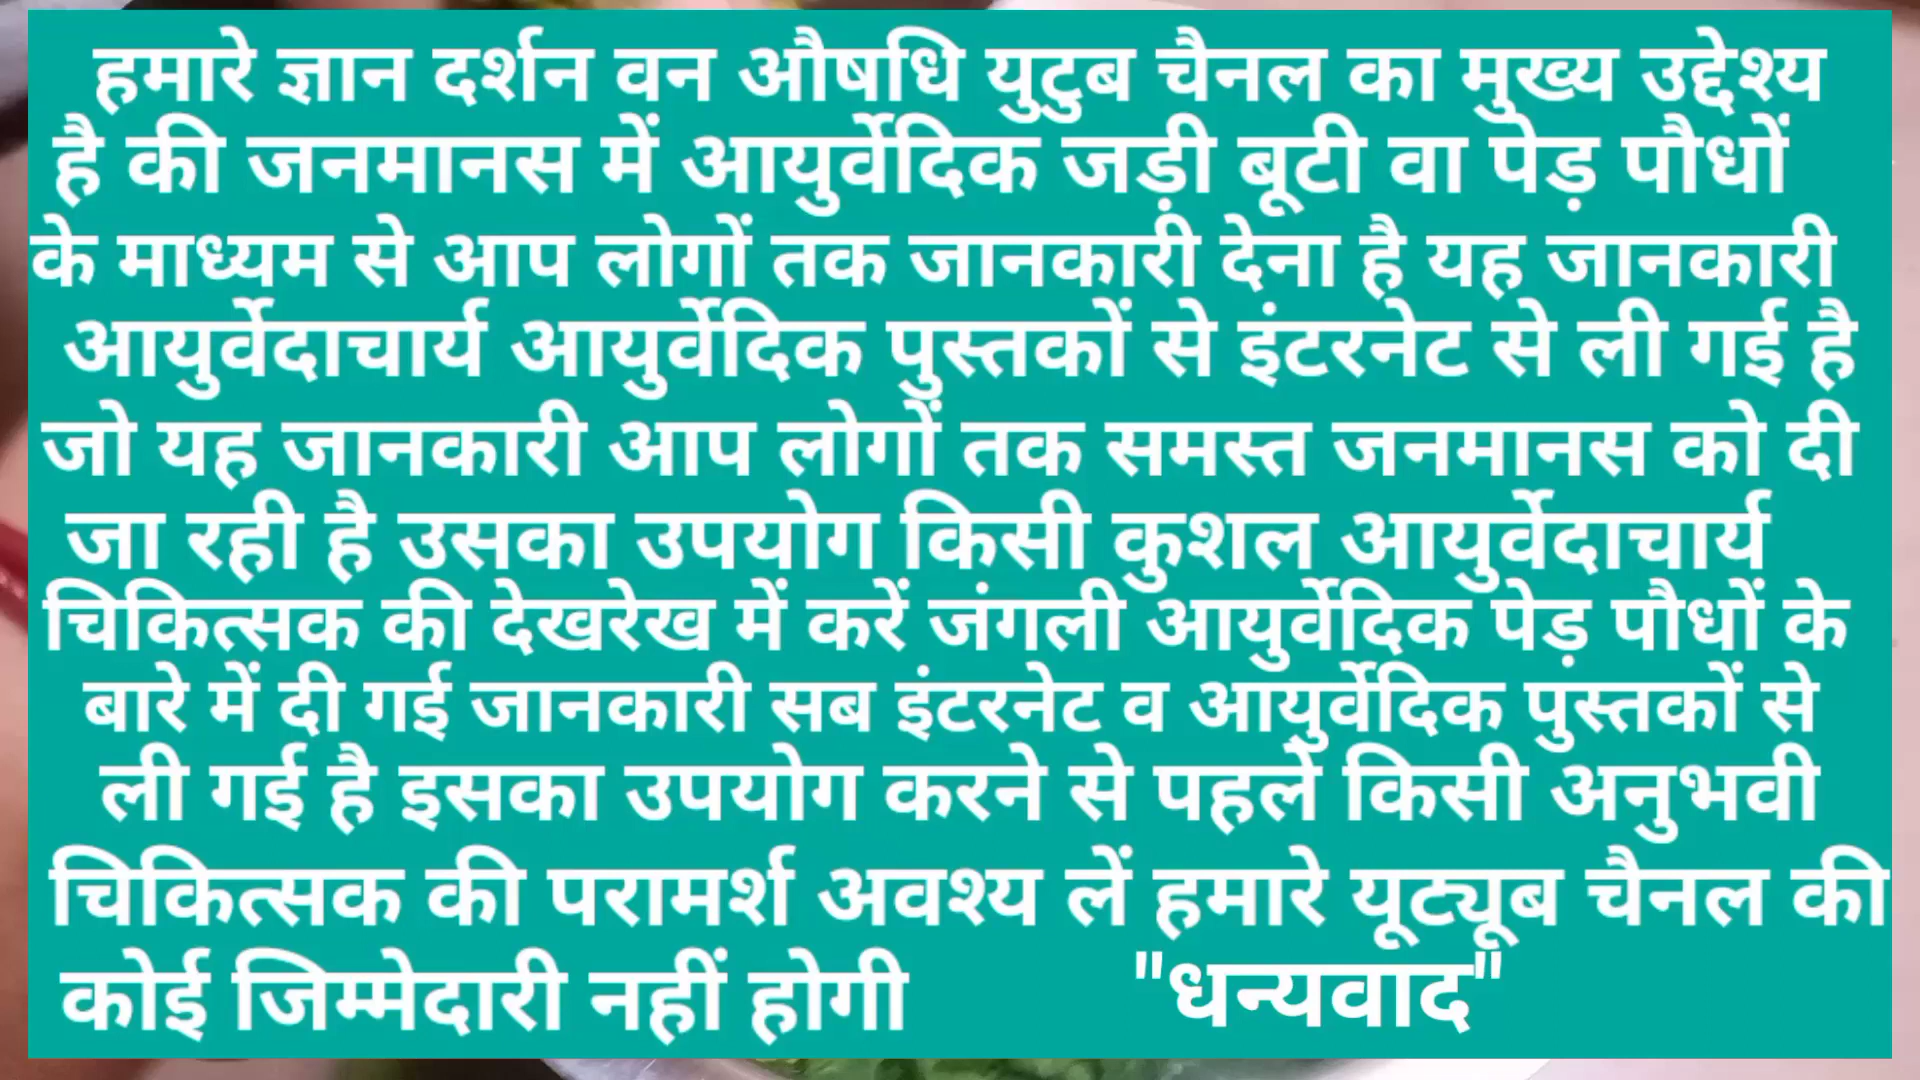 हमारे ज्ञान दर्शन वन औषधि युटुब चैनल का मुख्य उद्देश्य
है की जनमानस में आयुर्वेदिक जड़ी बूटी वा पेड़ पौधों
के माध्यम से आप लोगों तक जानकारी देना है यह जानकारी
आयुर्वेदाचार्य आयुर्वेदिक पुस्तकों से इंटरनेट से ली गई है
जो यह जानकारी आप लोगों तक समस्त जनमानस को दी
जा रही है उसका उपयोग किसी कुशल आयुर्वेदाचार्य
चिकित्सक की देखरेख में करें जंगली आयुर्वेदिक पेड़ पौधों के
बारे में दी गई जानकारी सब इंटरनेट व आयुर्वेदिक पुस्तकों से
ली गई है इसका उपयोग करने से पहले किसी अनुभवी
चिकित्सक की परामर्श अवश्य लें हमारे यूट्यूब चैनल की
कोई जिम्मेदारी नहीं होगी "धन्यवाद"